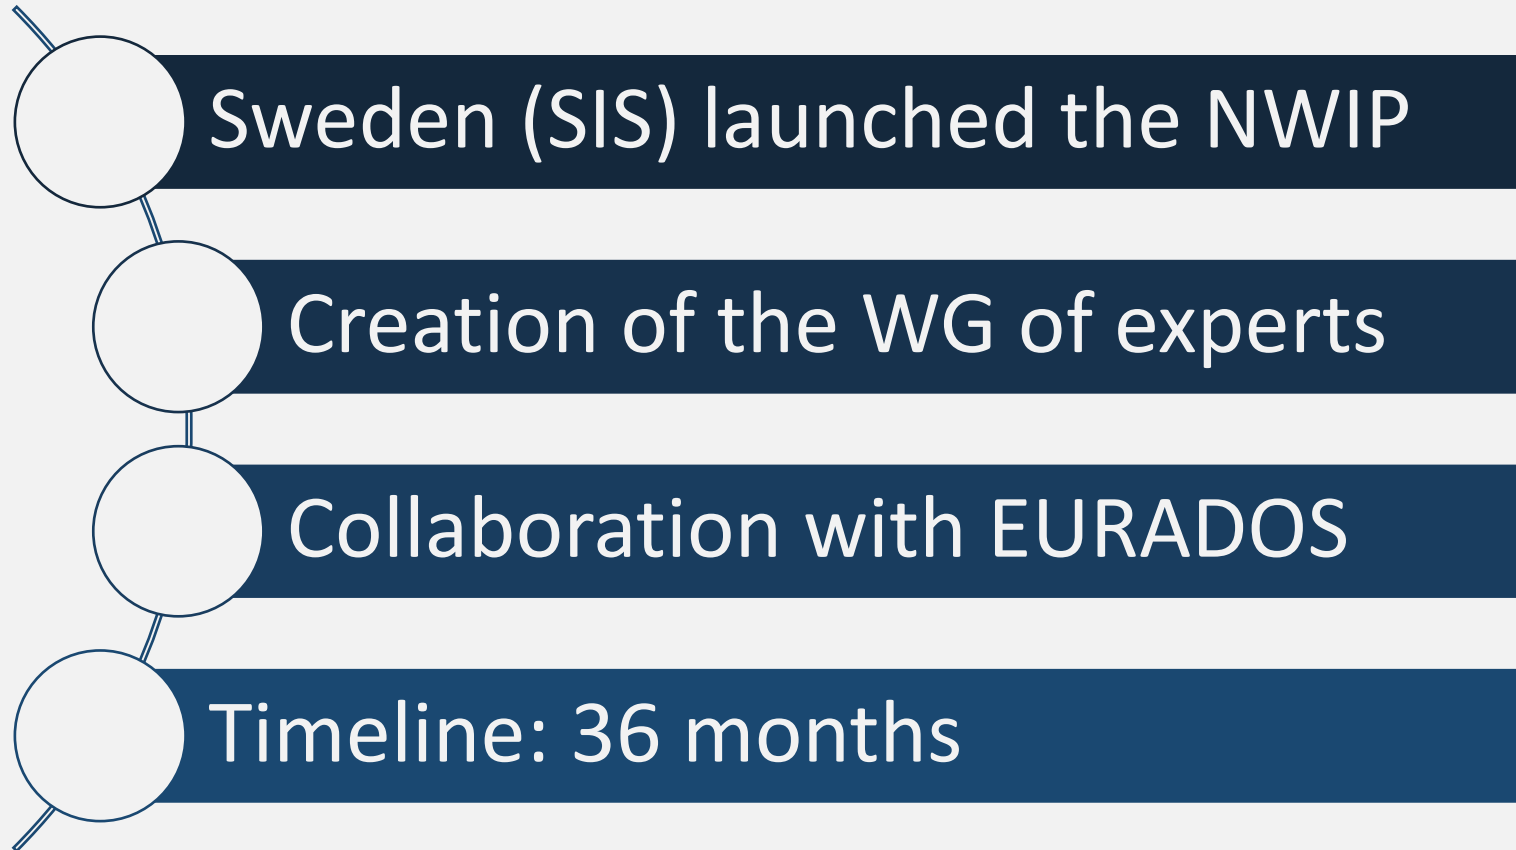 Sweden (SIS) launched the NWIP
Creation of the WG of experts
Collaboration with EURADOS
Timeline: 36 months